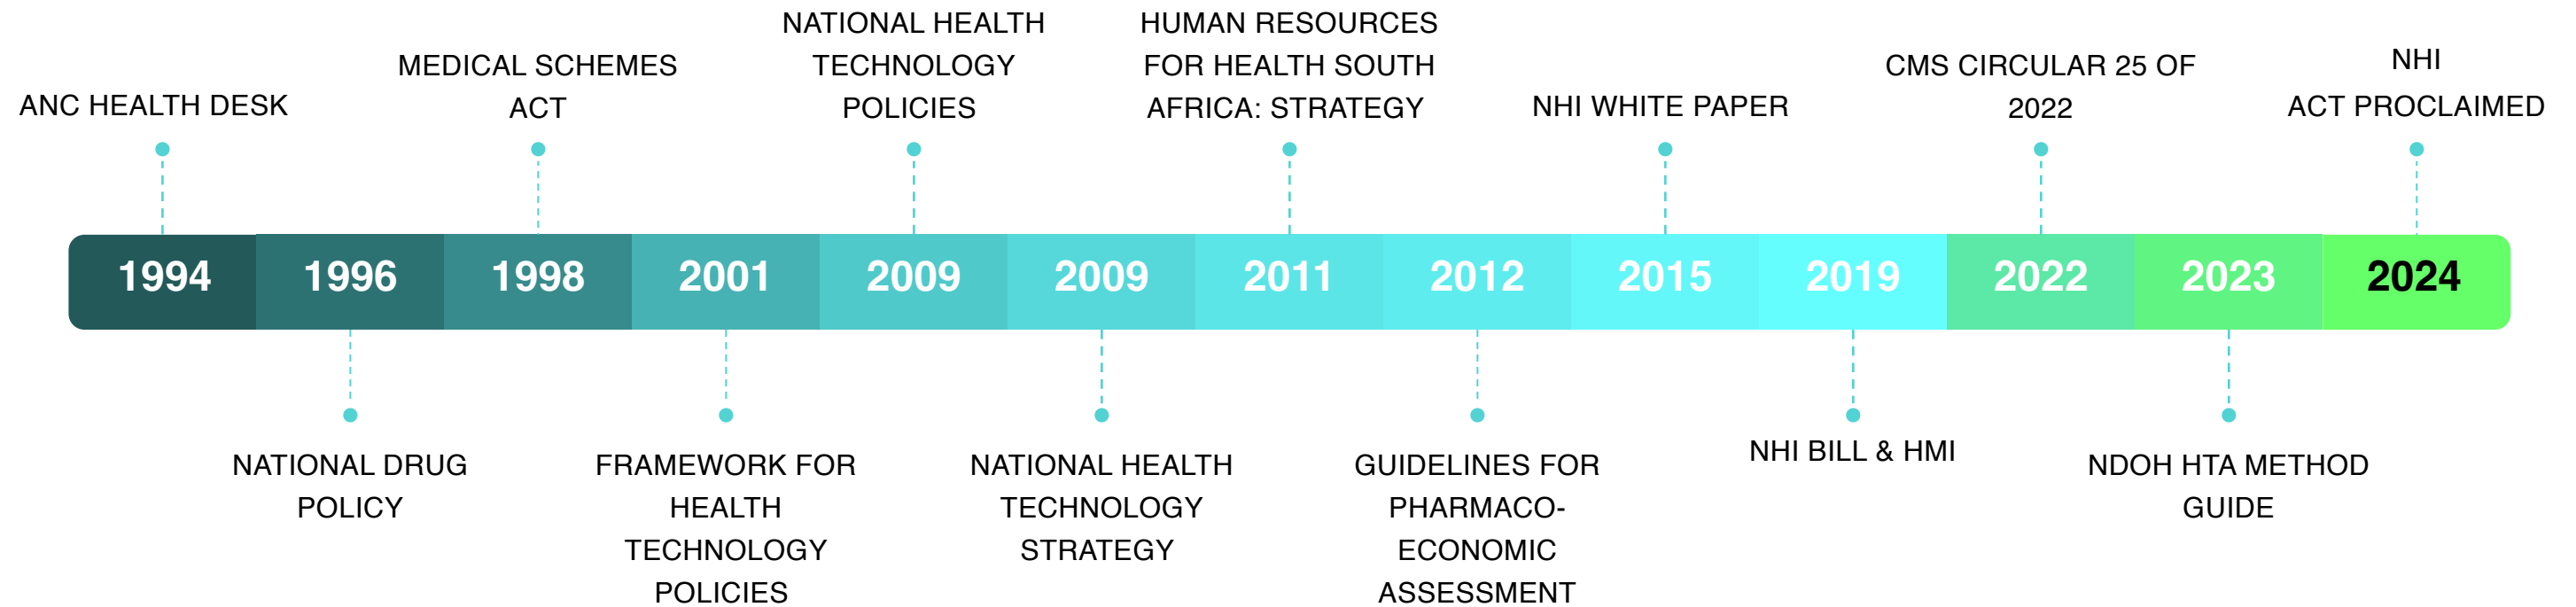 ANC HEALTH DESK
MEDICAL SCHEMES
ACT
NATIONAL HEALTH
TECHNOLOGY
POLICIES
HUMAN RESOURCES
FOR HEALTH SOUTH
AFRICA: STRATEGY
NHI WHITE PAPER
CMS CIRCULAR 25 OF
2022
NHI
ACT PROCLAIMED
1994
1996
1998
2001
2009
2009
2011
2012
2015
2019
2022
2023
2024
NATIONAL DRUG
POLICY
FRAMEWORK FOR
HEALTH
TECHNOLOGY
POLICIES
NATIONAL HEALTH
TECHNOLOGY
STRATEGY
GUIDELINES FOR
PHARMACO-
ECONOMIC
ASSESSMENT
NHI BILL & HMI
NDOH HTA METHOD
GUIDE